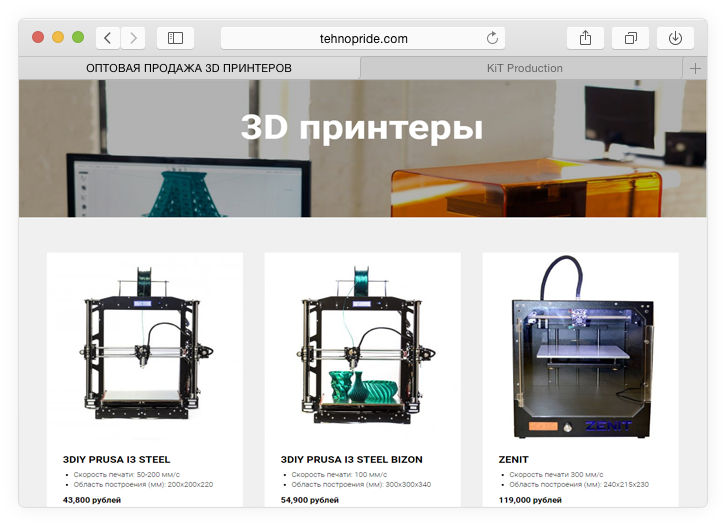 tehnopride.com
ОПТОВАЯ ПРОДАЖА 3D ПРИНТЕРОВ
KiT Production
3D принтеры
ZENIT
3DIY PRUSA I3 STEEL
Скорость печати: 50-200 мм/с
Область построения (мм): 200x200x220
43,800 рублей
3DIY PRUSA I3 STEEL BIZON
Скорость печати: 100 мм/с
Область построения (мм): 300x300x340
54,900 рублей
ZENIT
Скорость печати 300 мм/с
Область построения (мм): 240x215x230
119,000 рублей